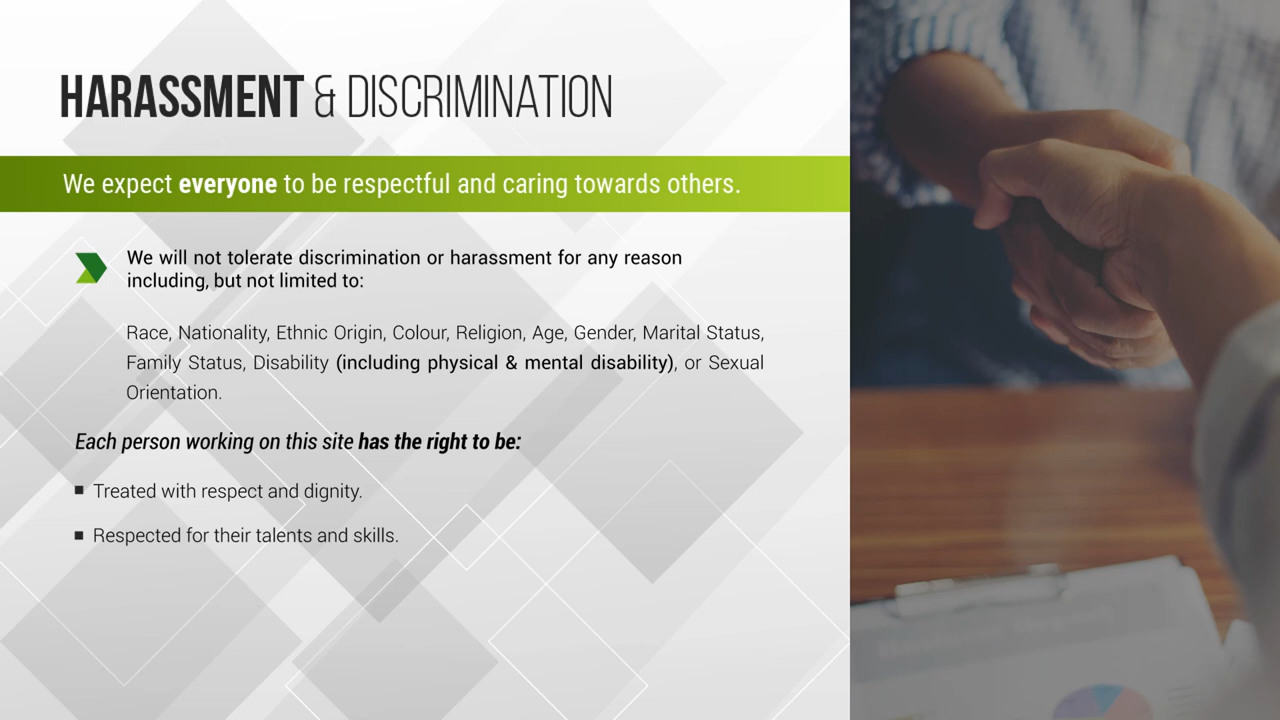 HARASSMENT & DISCRIMINATION
We expect everyone to be respectful and caring towards others.
We will not tolerate discrimination or harassment for any reason
including, but not limited to:
Race, Nationality, Ethnic Origin, Colour, Religion, Age, Gender, Marital Status,
Family Status, Disability (including physical & mental disability), or Sexual
Orientation.
Each person working on this site has the right to be:
Treated with respect and dignity.
Respected for their talents and skills.